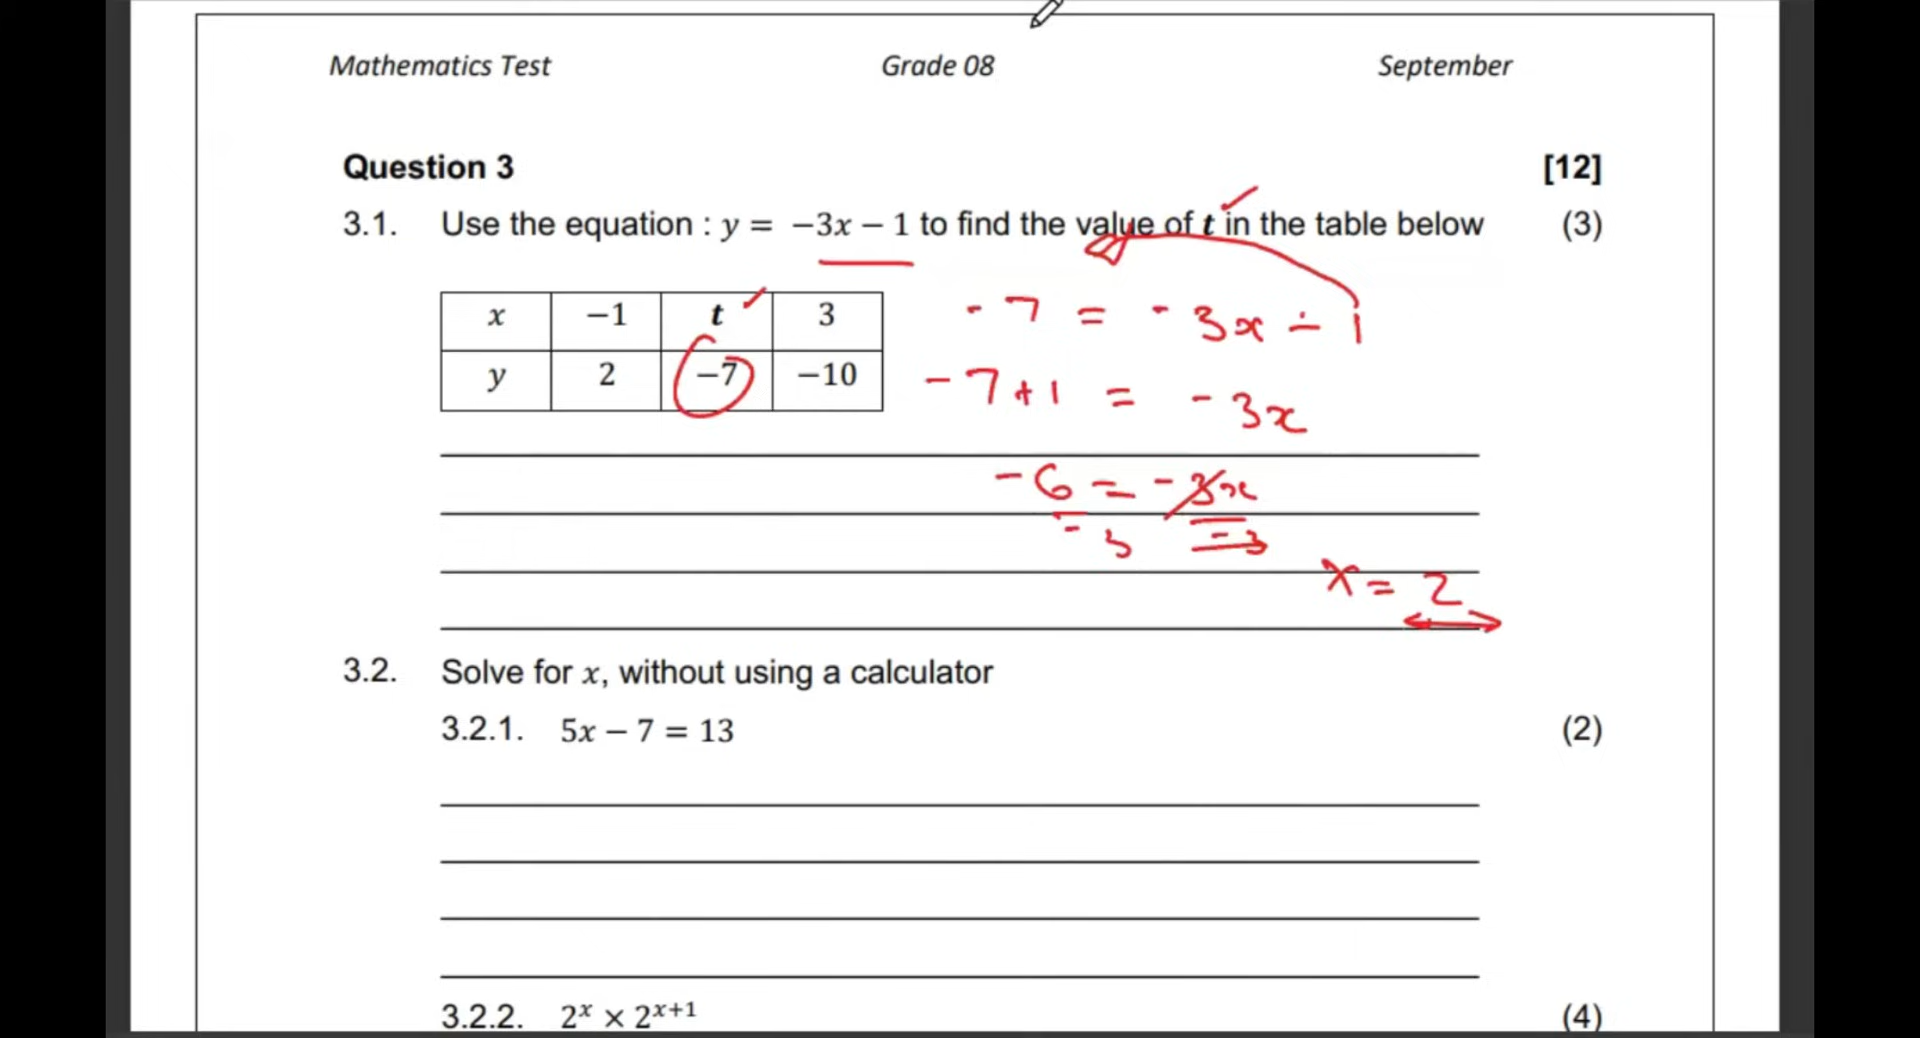 Mathematics Test Grade 08 September
Question 3 [12]
3.1. Use the equation : y = −3x − 1 to find the value of t in the table below (3)
x −1 t 3
y 2 −7 −10
-7 = -3x - 1
-7+1 = -3x
-6 = -3x
-3 -3
x = 2
3.2. Solve for x, without using a calculator
3.2.1. 5x − 7 = 13 (2)
3.2.2. 2ˣ × 2ˣ⁺¹ (4)